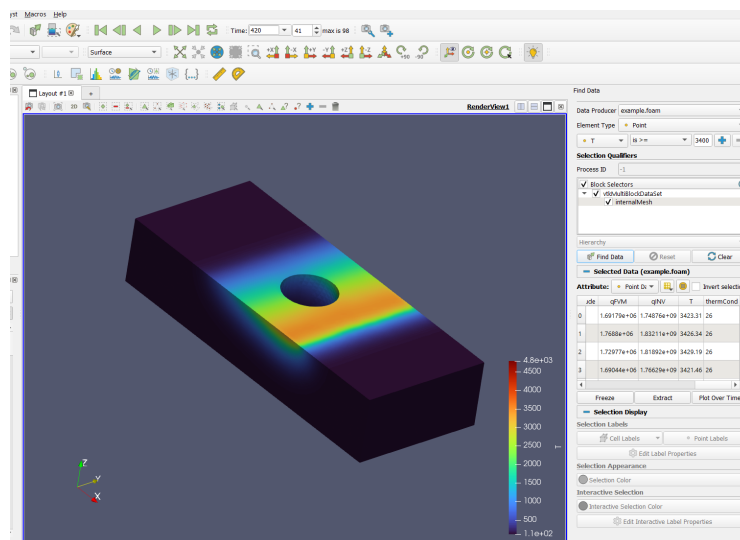 yst Macros Help
Time: 420 41 max is 98
Surface
+90 -90
Layout #1 +
3D RenderView1
Z
Y
X
4.8e+03
4500
4000
3500
3000
2500
2000
1500
1000
500
1.1e+02
T
Find Data
Data Producer example.foam
Element Type Point
T is >= 3400
Selection Qualifiers
Process ID -1
Block Selectors
vtkMultiBlockDataSet
internalMesh
Hierarchy
Find Data Reset Clear
Selected Data (example.foam)
Attribute: Point Da Invert selectio
ude qFVM qINV T thermCond
0 1.69179e+06 1.74876e+09 3423.31 26
1 1.7688e+06 1.83211e+09 3426.34 26
2 1.72977e+06 1.81892e+09 3429.19 26
3 1.69044e+06 1.76629e+09 3421.46 26
Freeze Extract Plot Over Time
Selection Display
Selection Labels
Cell Labels Point Labels
Edit Label Properties
Selection Appearance
Selection Color
Interactive Selection
Interactive Selection Color
Edit Interactive Label Properties